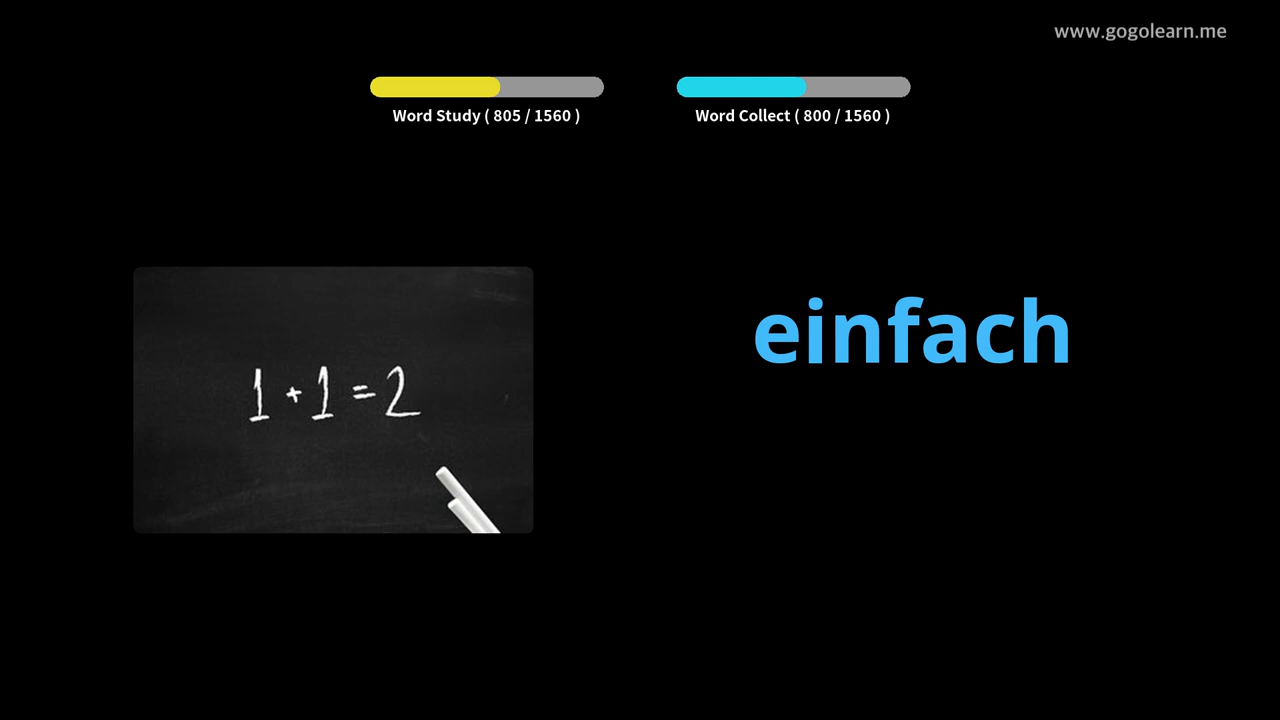 www.gogolearn.me
Word Study ( 805 / 1560 )
Word Collect ( 800 / 1560 )
einfach
1 + 1 = 2